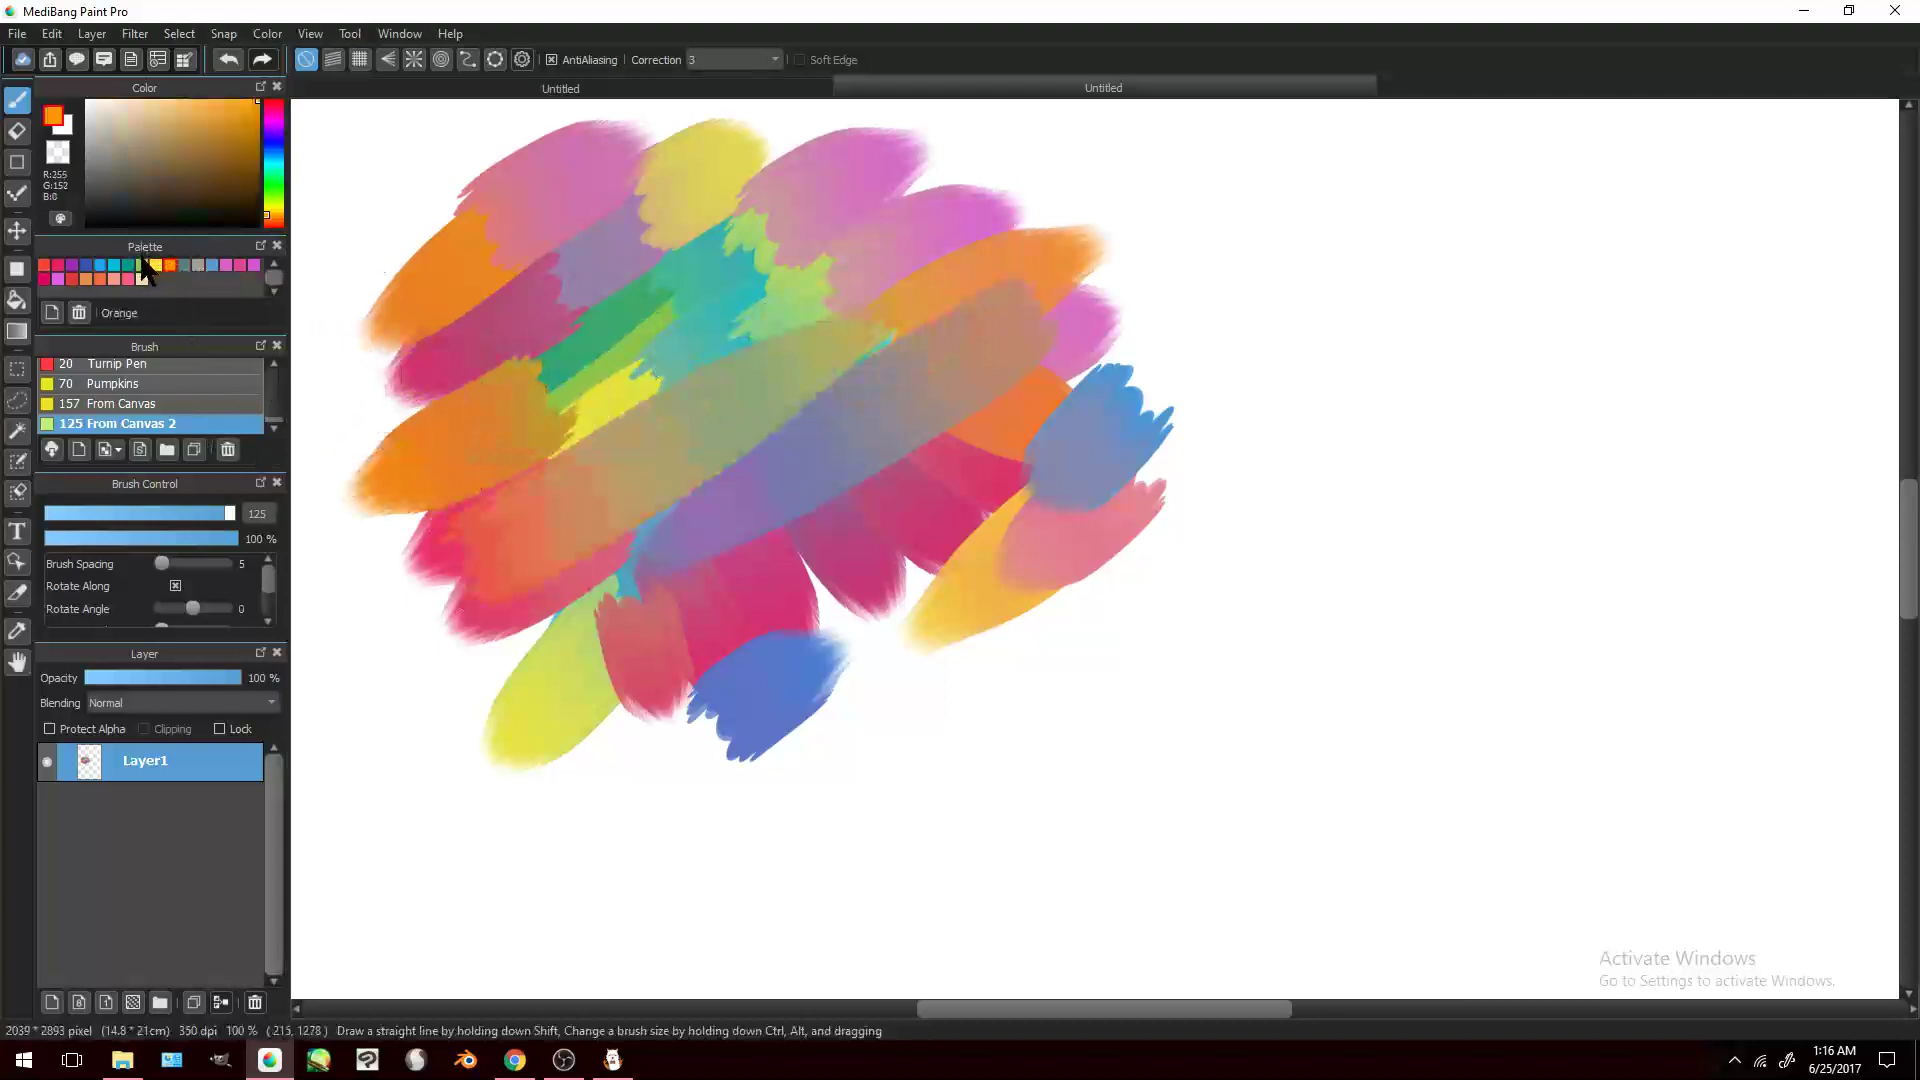 MediBang Paint Pro
File Edit Layer Filter Select Snap Color View Tool Window Help
AntiAliasing Correction 3 Soft Edge
Color
Untitled Untitled
R:255
G:152
B:0
Palette
Orange
Brush
20 Turnip Pen
70 Pumpkins
157 From Canvas
125 From Canvas 2
Brush Control
125
100 %
Brush Spacing 5
Rotate Along
Rotate Angle 0
Layer
Opacity 100 %
Blending Normal
Protect Alpha Clipping Lock
Layer1
Activate Windows
Go to Settings to activate Windows.
2039 * 2893 pixel (14.8 * 21cm) 350 dpi 100 % ( 215, 1278 ) Draw a straight line by holding down Shift, Change a brush size by holding down Ctrl, Alt, and dragging
1:16 AM
6/25/2017